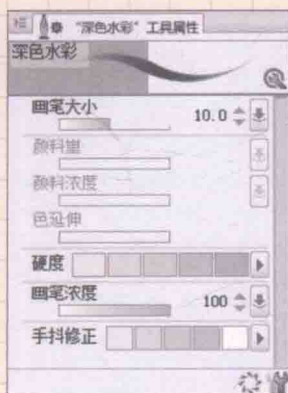 “深色水彩”工具属性
深色水彩
画笔大小 10.0
颜料量
颜料浓度
色延伸
硬度
画笔浓度 100
手抖修正